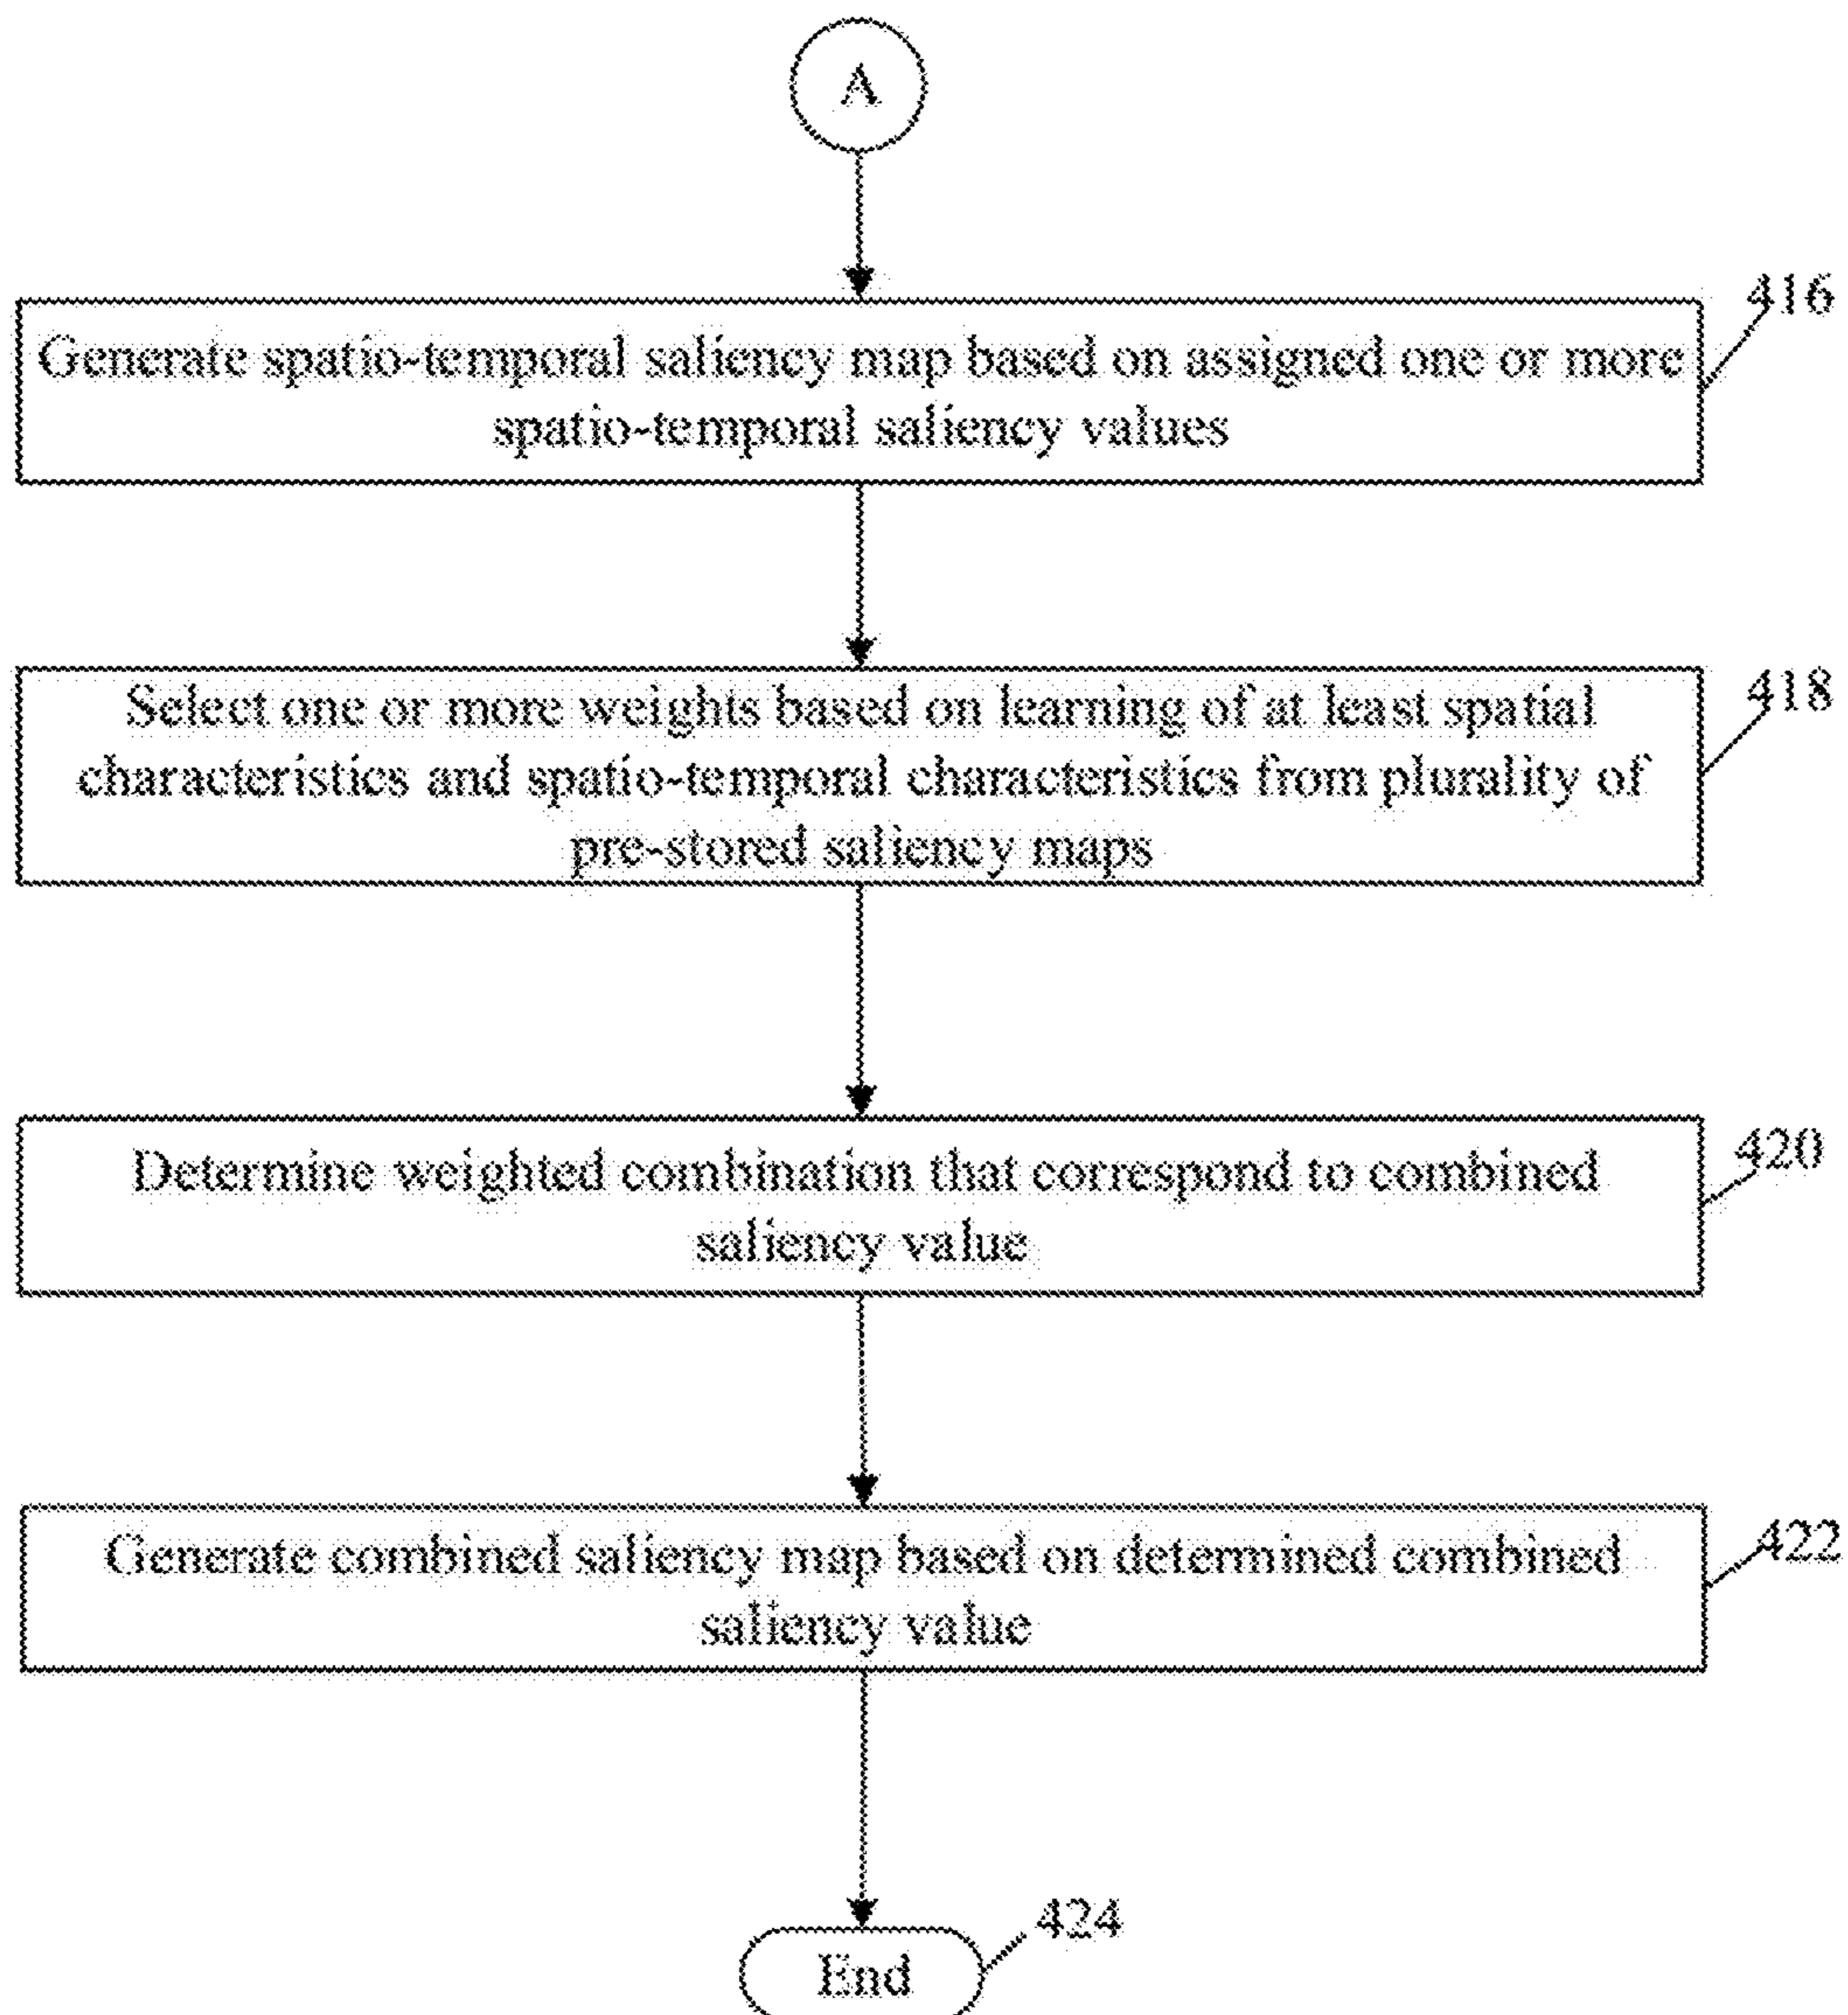 A
416
Generate spatio-temporal saliency map based on assigned one or more
spatio-temporal saliency values
418
Select one or more weights based on learning of at least spatial
characteristics and spatio-temporal characteristics from plurality of
pre-stored saliency maps
420
Determine weighted combination that correspond to combined
saliency value
422
Generate combined saliency map based on determined combined
saliency value
424
End